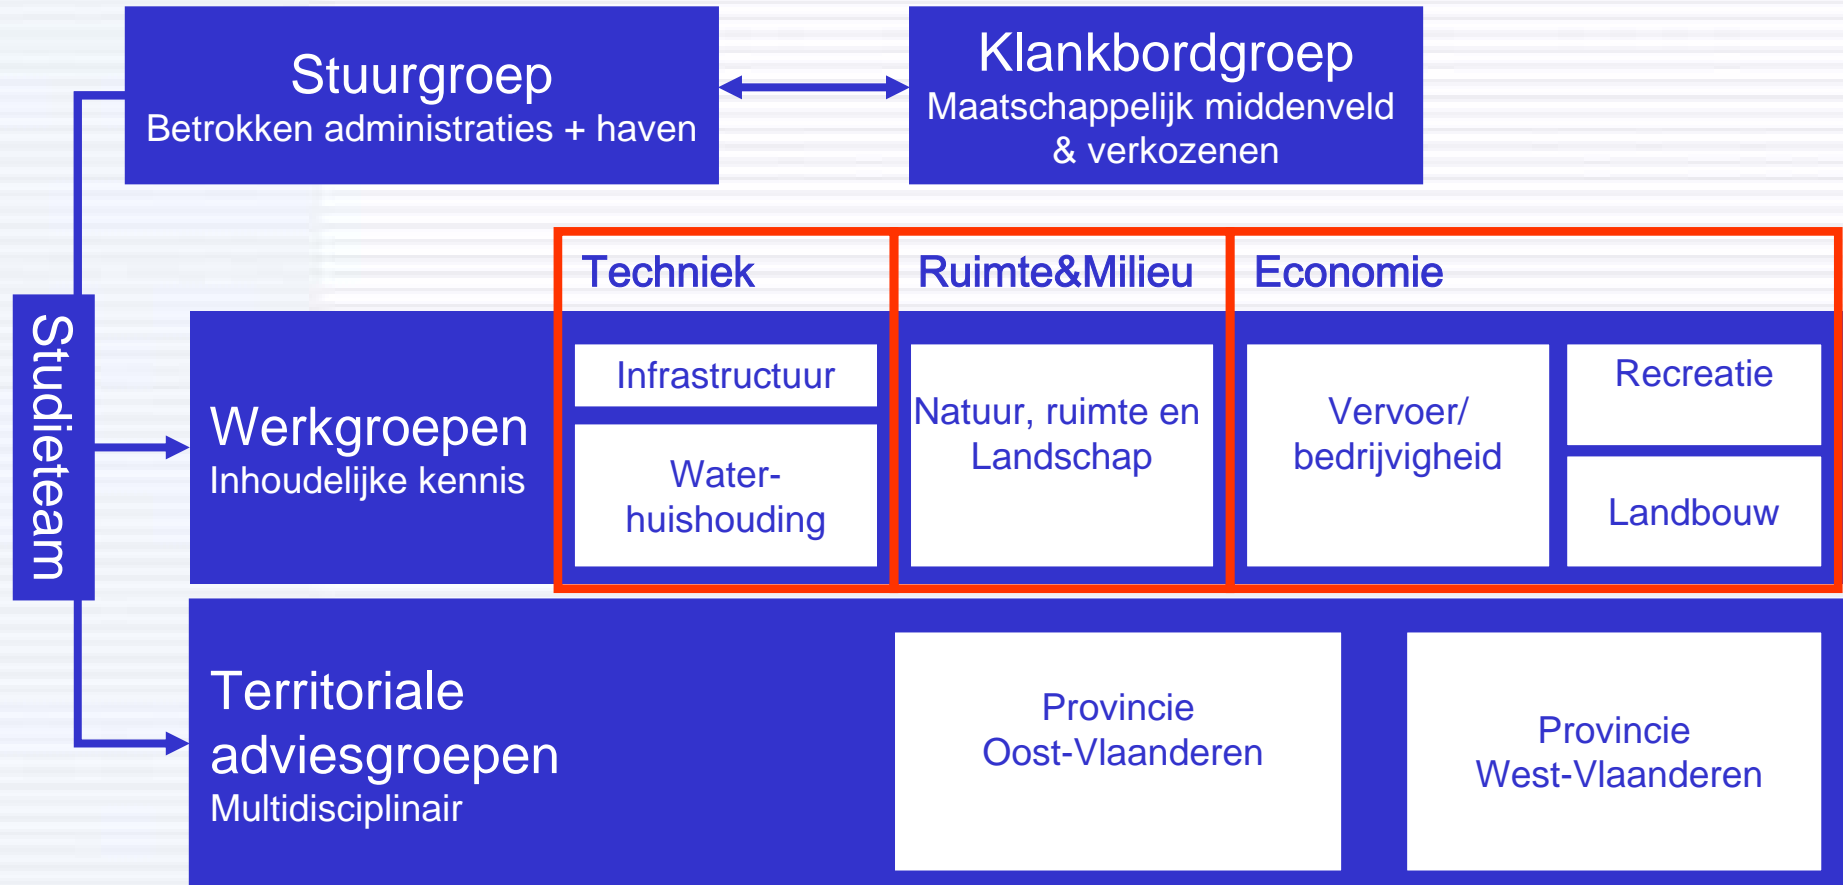 Stuurgroep
Betrokken administraties + haven
Klankbordgroep
Maatschappelijk middenveld
& verkozenen
Studieteam
Techniek
Ruimte&Milieu
Economie
Werkgroepen
Inhoudelijke kennis
Infrastructuur
Water-
huishouding
Natuur, ruimte en
Landschap
Vervoer/
bedrijvigheid
Recreatie
Landbouw
Territoriale
adviesgroepen
Multidisciplinair
Provincie
Oost-Vlaanderen
Provincie
West-Vlaanderen